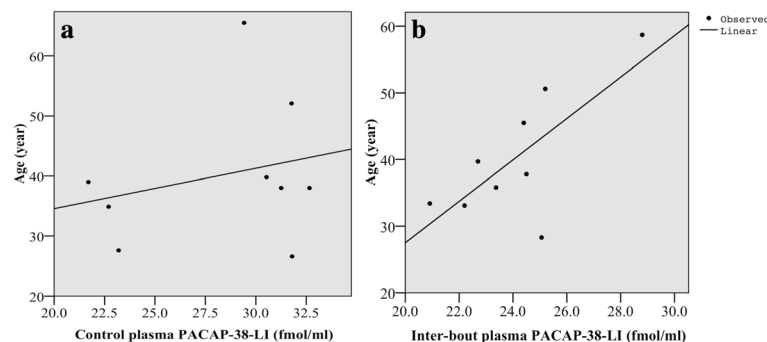 a
60
50
40
30
20
Age (year)
20.0 22.5 25.0 27.5 30.0 32.5
Control plasma PACAP-38-LI (fmol/ml)
b
60
50
40
30
20
Age (year)
20.0 22.0 24.0 26.0 28.0 30.0
Inter-bout plasma PACAP-38-LI (fmol/ml)
Observed
Linear